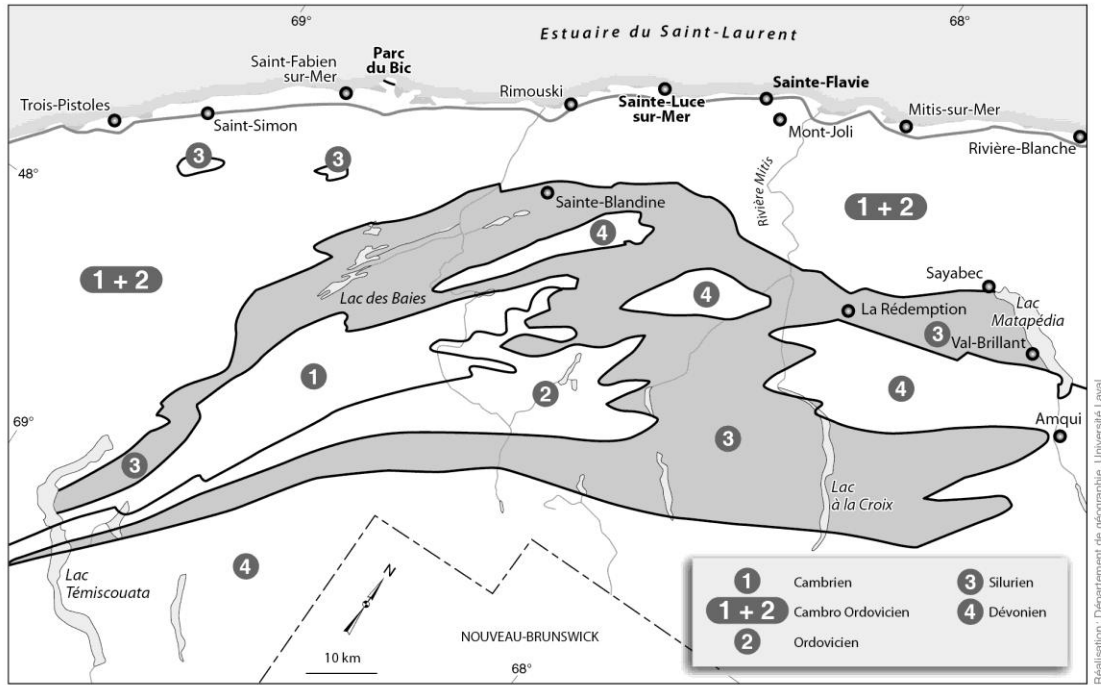 69°
68°
Estuaire du Saint-Laurent
Parc
du Bic
Saint-Fabien
sur-Mer
Trois-Pistoles
Saint-Simon
Rimouski
Sainte-Luce
sur-Mer
Sainte-Flavie
Mont-Joli
Mitis-sur-Mer
Rivière-Blanche
48°
3
3
Rivière Mitis
Sainte-Blandine
1 + 2
4
1 + 2
Lac des Baies
4
Sayabec
Lac
Matapédia
La Rédemption
3
Val-Brillant
1
2
4
69°
Amqui
3
3
Lac
à la Croix
Lac
Témiscouata
4
N
10 km
NOUVEAU-BRUNSWICK
68°
1 Cambrien
1 + 2 Cambro Ordovicien
2 Ordovicien
3 Silurien
4 Dévonien
Réalisation : Département de géographie, Université Laval